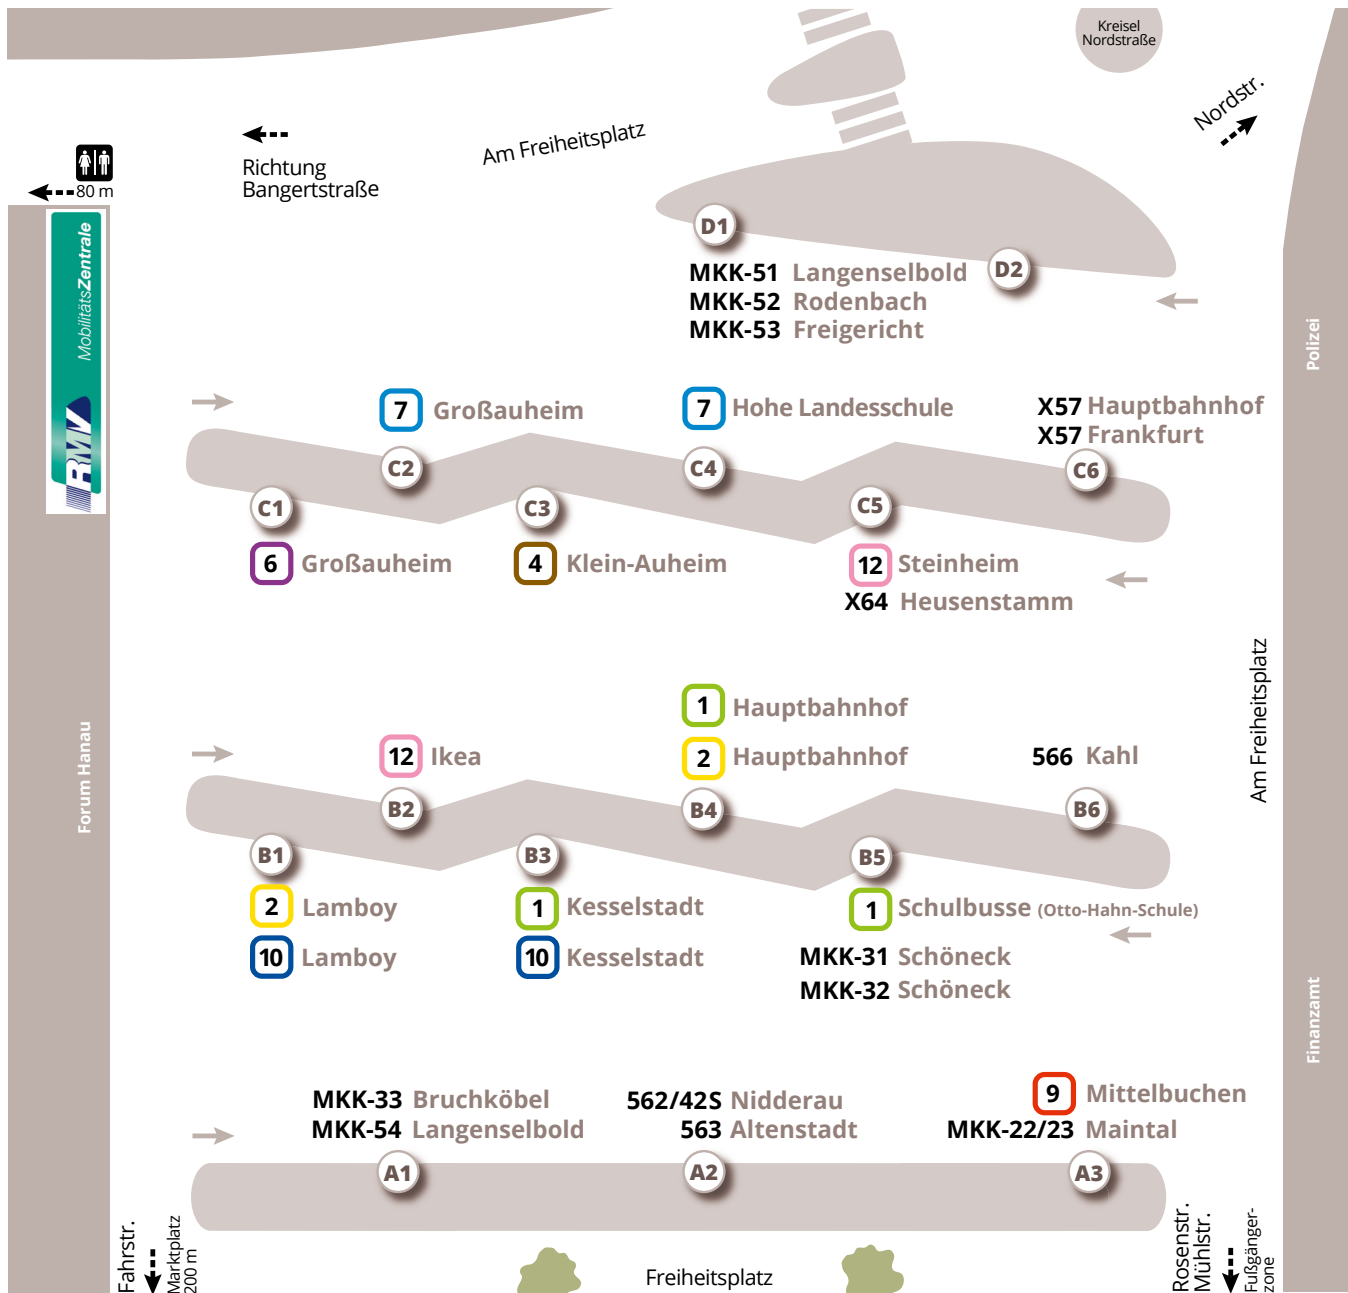 Kreisel
Nordstraße
Nordstr.
Am Freiheitsplatz
Richtung
Bangertstraße
80 m
MobilitätsZentrale
RMV
D1
D2
MKK-51 Langenselbold
MKK-52 Rodenbach
MKK-53 Freigericht
Polizei
7 Großauheim
7 Hohe Landesschule
X57 Hauptbahnhof
X57 Frankfurt
C2
C4
C6
C1
C3
C5
6 Großauheim
4 Klein-Auheim
12 Steinheim
X64 Heusenstamm
Am Freiheitsplatz
Forum Hanau
1 Hauptbahnhof
12 Ikea
2 Hauptbahnhof
566 Kahl
B2
B4
B6
B1
B3
B5
2 Lamboy
10 Lamboy
1 Kesselstadt
10 Kesselstadt
1 Schulbusse (Otto-Hahn-Schule)
MKK-31 Schöneck
MKK-32 Schöneck
Finanzamt
MKK-33 Bruchköbel
MKK-54 Langenselbold
562/42S Nidderau
563 Altenstadt
9 Mittelbuchen
MKK-22/23 Maintal
A1
A2
A3
Fahrstr.
Marktplatz
200 m
Freiheitsplatz
Rosenstr.
Mühlstr.
Fußgänger-
zone